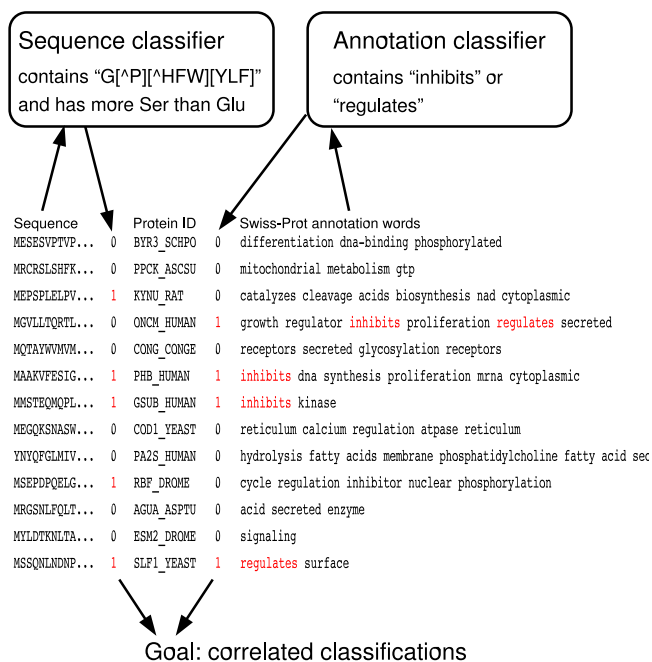 Sequence classifier
contains “G[^P][^HFW][YLF]”
and has more Ser than Glu
Annotation classifier
contains “inhibits” or
“regulates”
Sequence Protein ID Swiss-Prot annotation words
MESESVPTVP... 0 BYR3_SCHPO 0 differentiation dna-binding phosphorylated
MRCRSLSHFK... 0 PPCK_ASCSU 0 mitochondrial metabolism gtp
MEPSPLELPV... 1 KYNU_RAT 0 catalyzes cleavage acids biosynthesis nad cytoplasmic
MGVLLTQRTL... 0 ONCM_HUMAN 1 growth regulator inhibits proliferation regulates secreted
MQTAYWVMVM... 0 CONG_CONGE 0 receptors secreted glycosylation receptors
MAAKVFESIG... 1 PHB_HUMAN 1 inhibits dna synthesis proliferation mrna cytoplasmic
MMSTEQMQPL... 1 GSUB_HUMAN 1 inhibits kinase
MEGQKSNASW... 0 COD1_YEAST 0 reticulum calcium regulation atpase reticulum
YNYQFGLMIV... 0 PA2S_HUMAN 0 hydrolysis fatty acids membrane phosphatidylcholine fatty acid sec
MSEPDPQELG... 1 RBF_DROME 0 cycle regulation inhibitor nuclear phosphorylation
MRGSNLFQLT... 0 AGUA_ASPTU 0 acid secreted enzyme
MYLDTKNLTA... 0 ESM2_DROME 0 signaling
MSSQNLNDNP... 1 SLF1_YEAST 1 regulates surface
Goal: correlated classifications